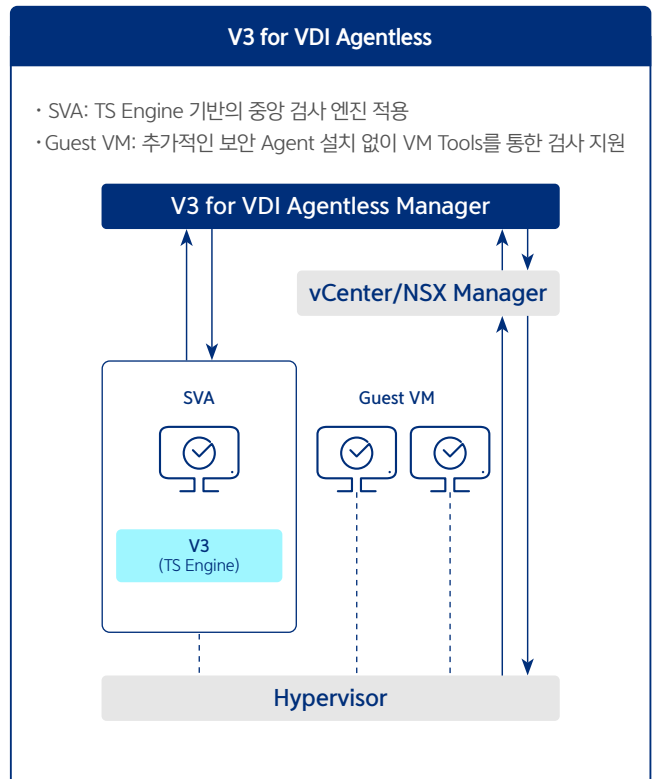 V3 for VDI Agentless
· SVA: TS Engine 기반의 중앙 검사 엔진 적용
· Guest VM: 추가적인 보안 Agent 설치 없이 VM Tools를 통한 검사 지원
V3 for VDI Agentless Manager
vCenter/NSX Manager
SVA
Guest VM
V3
(TS Engine)
Hypervisor